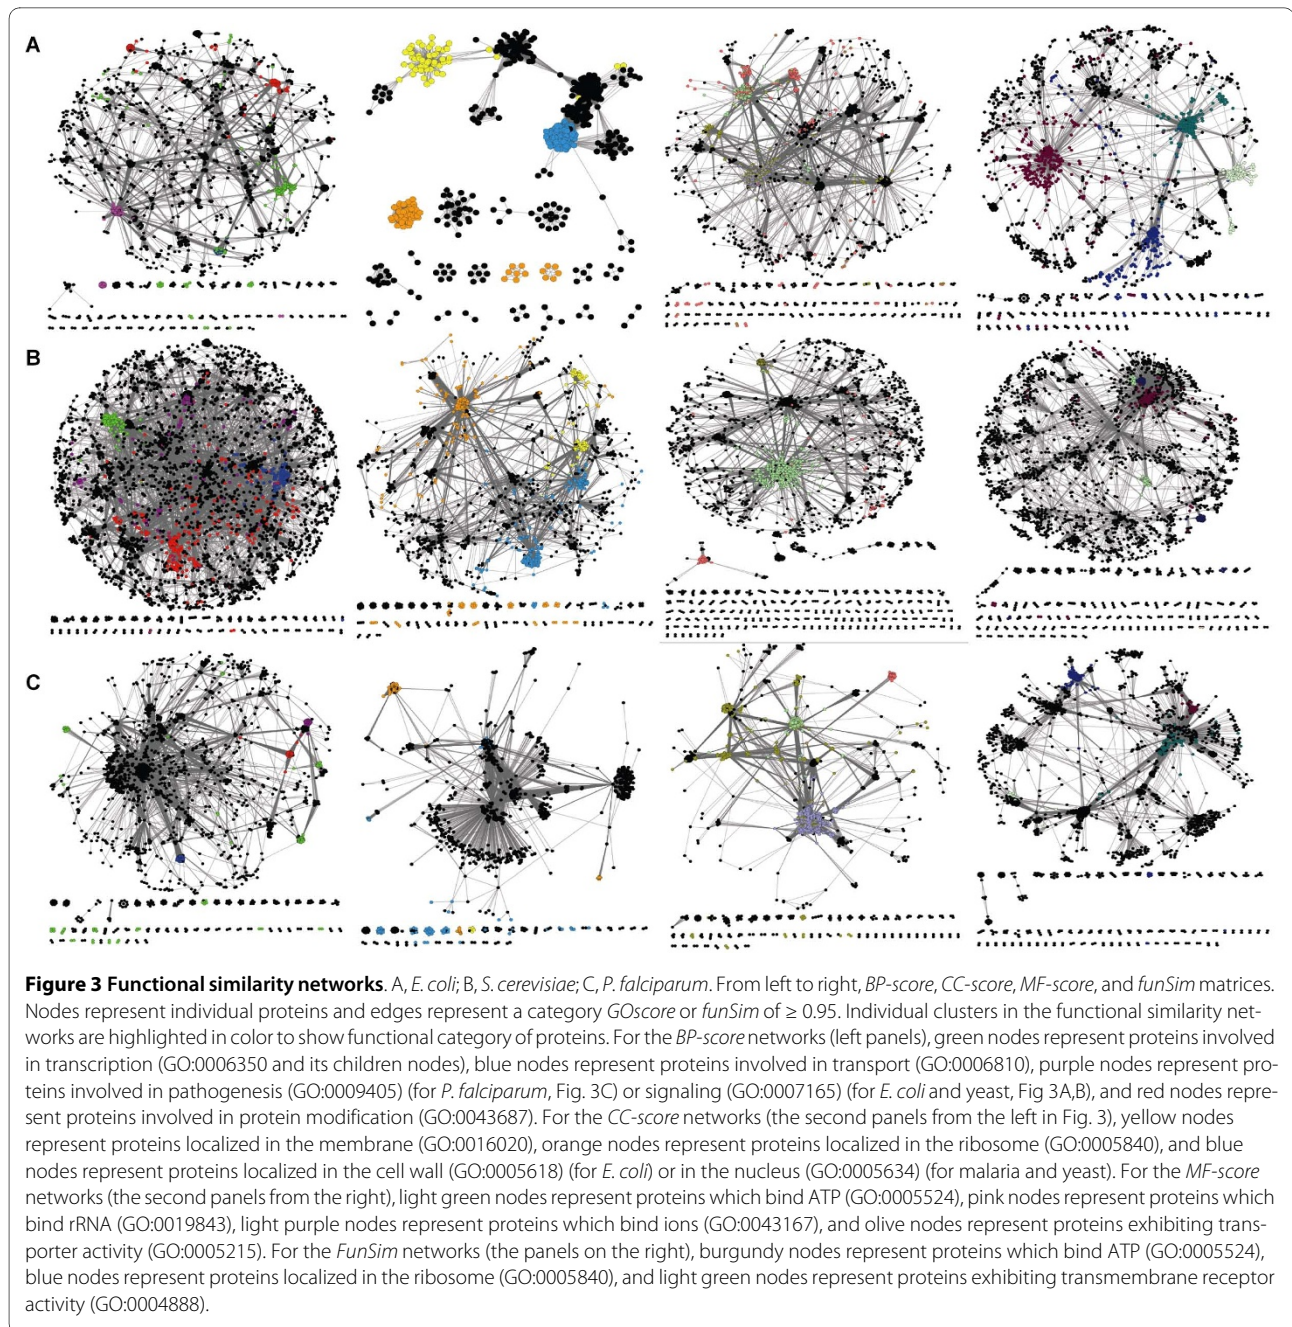 A
B
C
Figure 3 Functional similarity networks. A, E. coli; B, S. cerevisiae; C, P. falciparum. From left to right, BP-score, CC-score, MF-score, and funSim matrices.
Nodes represent individual proteins and edges represent a category GOscore or funSim of ≥ 0.95. Individual clusters in the functional similarity net-
works are highlighted in color to show functional category of proteins. For the BP-score networks (left panels), green nodes represent proteins involved
in transcription (GO:0006350 and its children nodes), blue nodes represent proteins involved in transport (GO:0006810), purple nodes represent pro-
teins involved in pathogenesis (GO:0009405) (for P. falciparum, Fig. 3C) or signaling (GO:0007165) (for E. coli and yeast, Fig 3A,B), and red nodes repre-
sent proteins involved in protein modification (GO:0043687). For the CC-score networks (the second panels from the left in Fig. 3), yellow nodes
represent proteins localized in the membrane (GO:0016020), orange nodes represent proteins localized in the ribosome (GO:0005840), and blue
nodes represent proteins localized in the cell wall (GO:0005618) (for E. coli) or in the nucleus (GO:0005634) (for malaria and yeast). For the MF-score
networks (the second panels from the right), light green nodes represent proteins which bind ATP (GO:0005524), pink nodes represent proteins which
bind rRNA (GO:0019843), light purple nodes represent proteins which bind ions (GO:0043167), and olive nodes represent proteins exhibiting trans-
porter activity (GO:0005215). For the FunSim networks (the panels on the right), burgundy nodes represent proteins which bind ATP (GO:0005524),
blue nodes represent proteins localized in the ribosome (GO:0005840), and light green nodes represent proteins exhibiting transmembrane receptor
activity (GO:0004888).